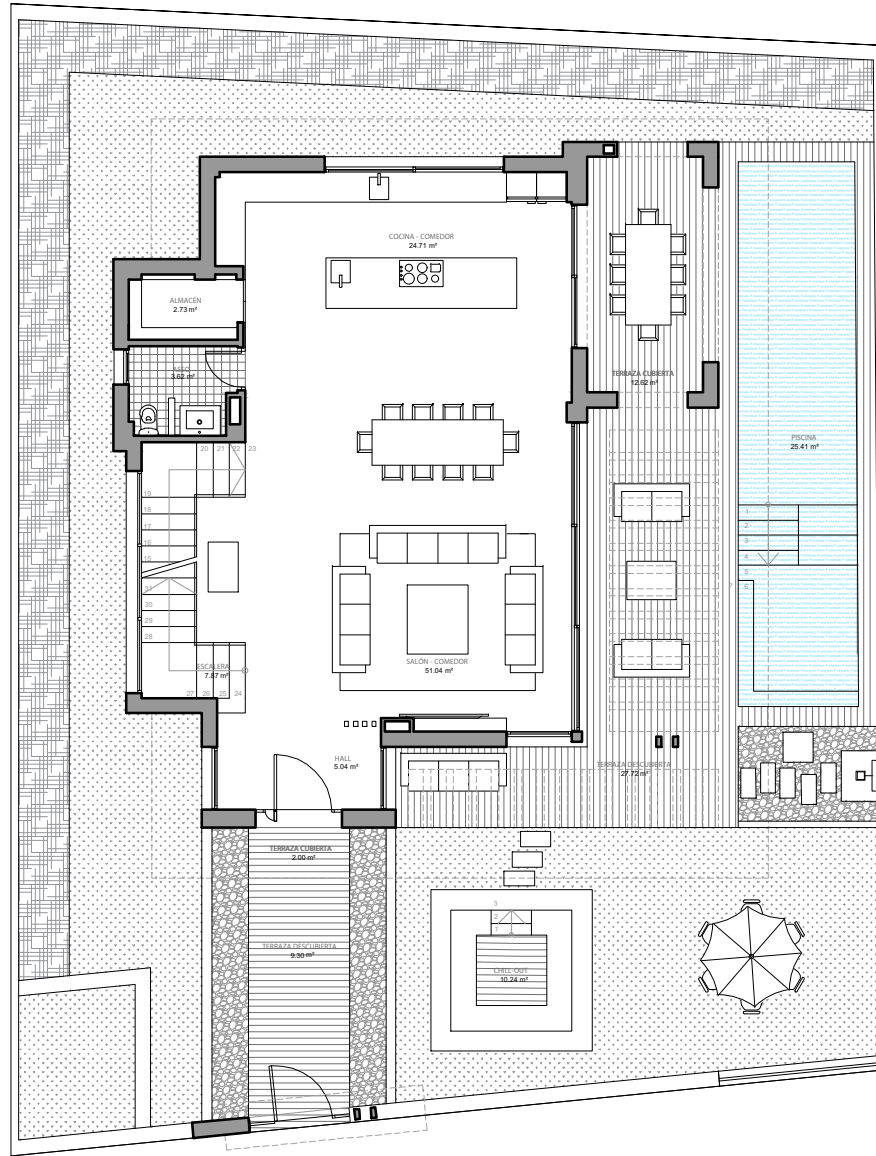 COCINA - COMEDOR
24.71 m²
ALMACÉN
2.73 m²
ASEO
3.62 m²
TERRAZA CUBIERTA
12.62 m²
PISCINA
25.41 m²
20 21 22 23
19
18
17
16
15
31
30
29
28
27 26 25 24
ESCALERA
7.87 m²
SALÓN - COMEDOR
51.04 m²
1
2
3
4
5
6
7
HALL
5.04 m²
TERRAZA DESCUBIERTA
27.72 m²
TERRAZA CUBIERTA
2.00 m²
TERRAZA DESCUBIERTA
9.30 m²
3
2
1
CHILL-OUT
10.24 m²